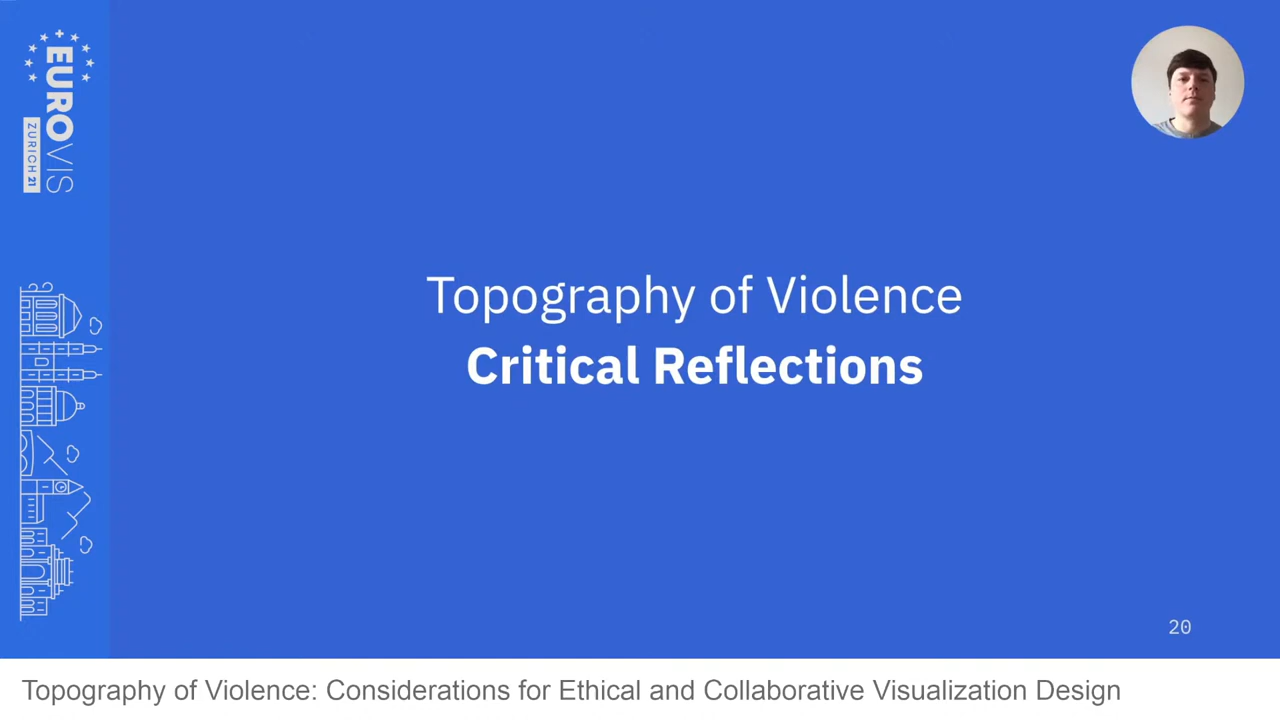 EUROVIS
ZURICH 21
Topography of Violence
Critical Reflections
20
Topography of Violence: Considerations for Ethical and Collaborative Visualization Design